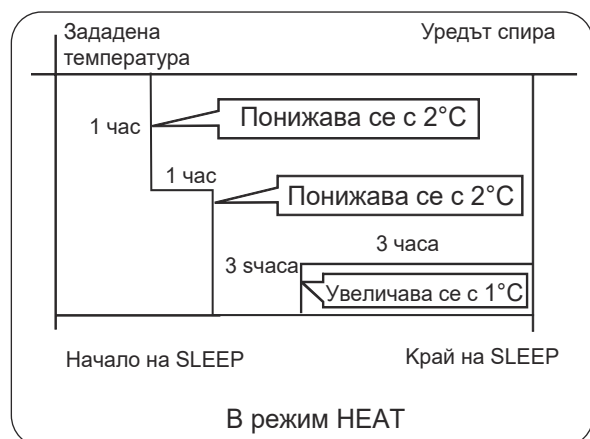 Зададена
температура
Уредът спира
1 час
Понижава се с 2°C
1 час
Понижава се с 2°C
3 часа
3 sчаса
Увеличава се с 1°C
Начало на SLEEP
Край на SLEEP
В режим HEAT